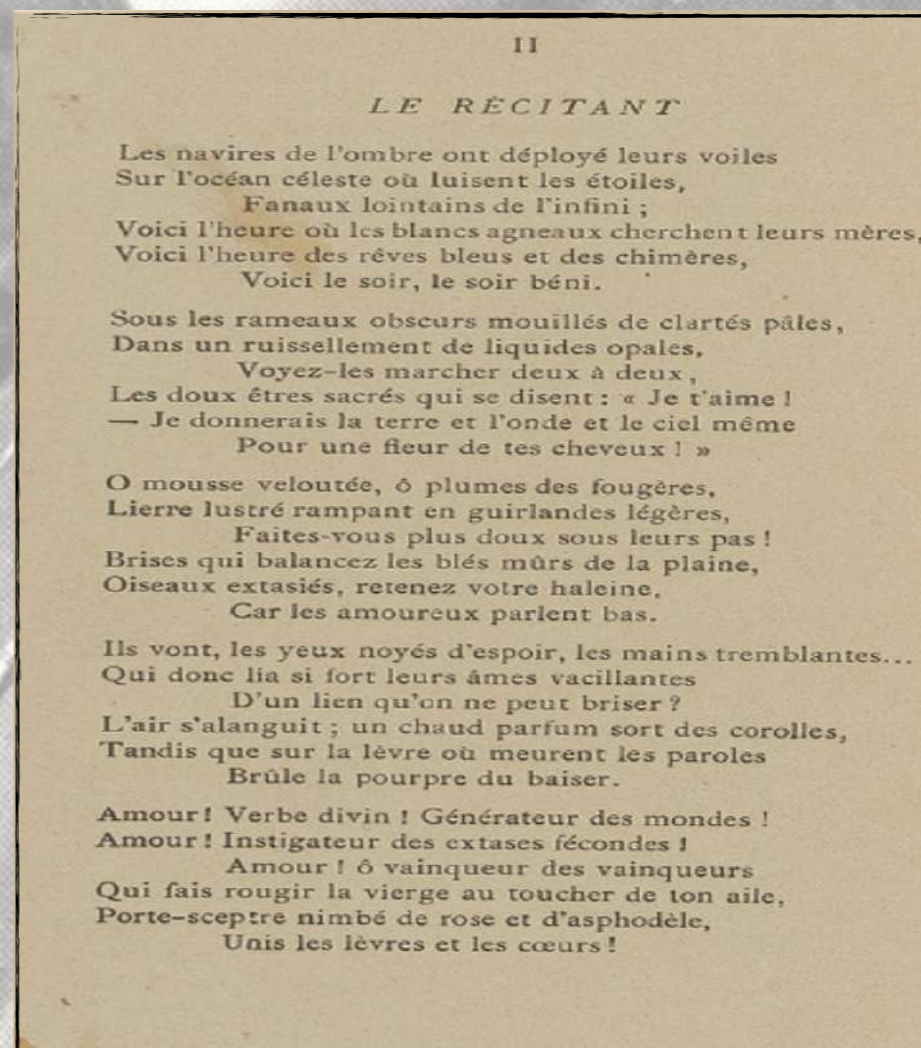 II
LE RÉCITANT
Les navires de l'ombre ont déployé leurs voiles
Sur l'océan céleste où luisent les étoiles,
Fanaux lointains de l'infini ;
Voici l'heure où les blancs agneaux cherchent leurs mères,
Voici l'heure des rêves bleus et des chimères,
Voici le soir, le soir béni.
Sous les rameaux obscurs mouillés de clartés pâles,
Dans un ruissellement de liquides opales,
Voyez-les marcher deux à deux,
Les doux êtres sacrés qui se disent : « Je t'aime !
— Je donnerais la terre et l'onde et le ciel même
Pour une fleur de tes cheveux ! »
O mousse veloutée, ô plumes des fougères,
Lierre lustré rampant en guirlandes légères,
Faites-vous plus doux sous leurs pas !
Brises qui balancez les blés mûrs de la plaine,
Oiseaux extasiés, retenez votre haleine,
Car les amoureux parlent bas.
Ils vont, les yeux noyés d'espoir, les mains tremblantes...
Qui donc lia si fort leurs âmes vacillantes
D'un lien qu'on ne peut briser ?
L'air s'alanguit ; un chaud parfum sort des corolles,
Tandis que sur la lèvre où meurent les paroles
Brûle la pourpre du baiser.
Amour ! Verbe divin ! Générateur des mondes !
Amour ! Instigateur des extases fécondes !
Amour ! ô vainqueur des vainqueurs
Qui fais rougir la vierge au toucher de ton aile,
Porte-sceptre nimbé de rose et d'asphodèle,
Unis les lèvres et les cœurs !